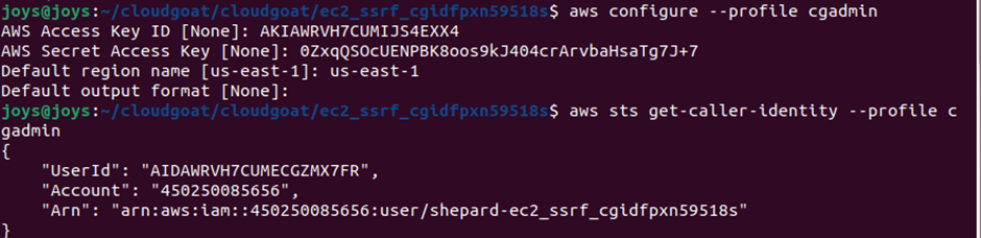 joys@joys:~/cloudgoat/cloudgoat/ec2_ssrf_cgidfpxn59518s$ aws configure --profile cgadmin
AWS Access Key ID [None]: AKIAWRVH7CUMIJS4EXX4
AWS Secret Access Key [None]: 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
Default region name [us-east-1]: us-east-1
Default output format [None]:
joys@joys:~/cloudgoat/cloudgoat/ec2_ssrf_cgidfpxn59518s$ aws sts get-caller-identity --profile c
gadmin
{
    "UserId": "AIDAWRVH7CUMECGZMX7FR",
    "Account": "450250085656",
    "Arn": "arn:aws:iam::450250085656:user/shepard-ec2_ssrf_cgidfpxn59518s"
}